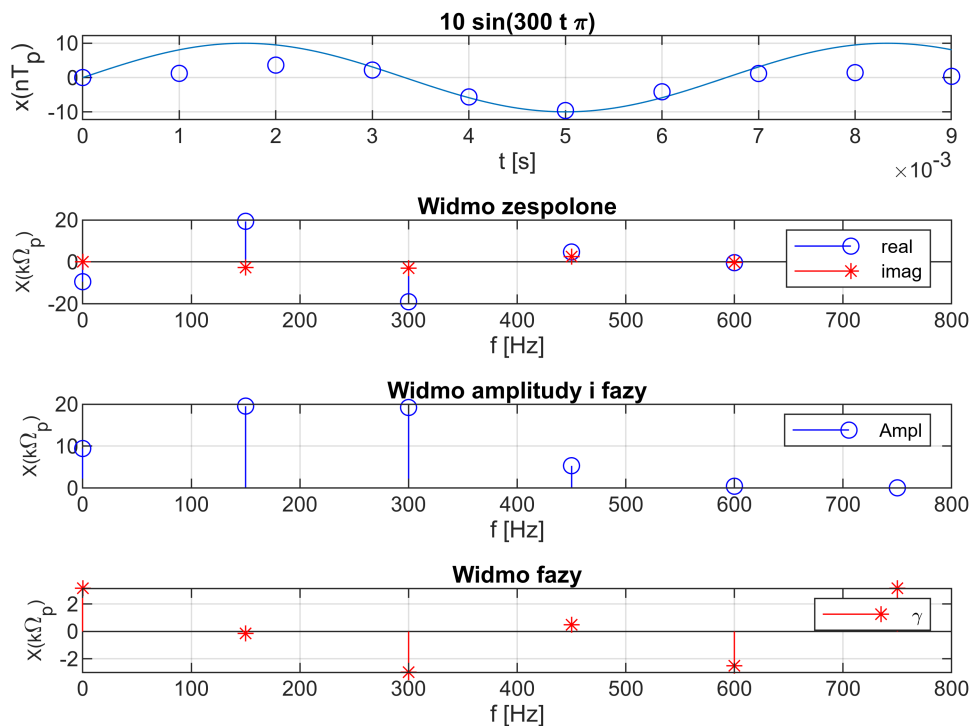 10 sin(300 t π)
x(nT_p)
10
0
-10
0 1 2 3 4 5 6 7 8 9
t [s]
×10^-3
Widmo zespolone
X(kΩ_p)
20
0
-20
real
imag
0 100 200 300 400 500 600 700 800
f [Hz]
Widmo amplitudy i fazy
X(kΩ_p)
20
10
0
Ampl
0 100 200 300 400 500 600 700 800
f [Hz]
Widmo fazy
X(kΩ_p)
2
0
-2
γ
0 100 200 300 400 500 600 700 800
f [Hz]